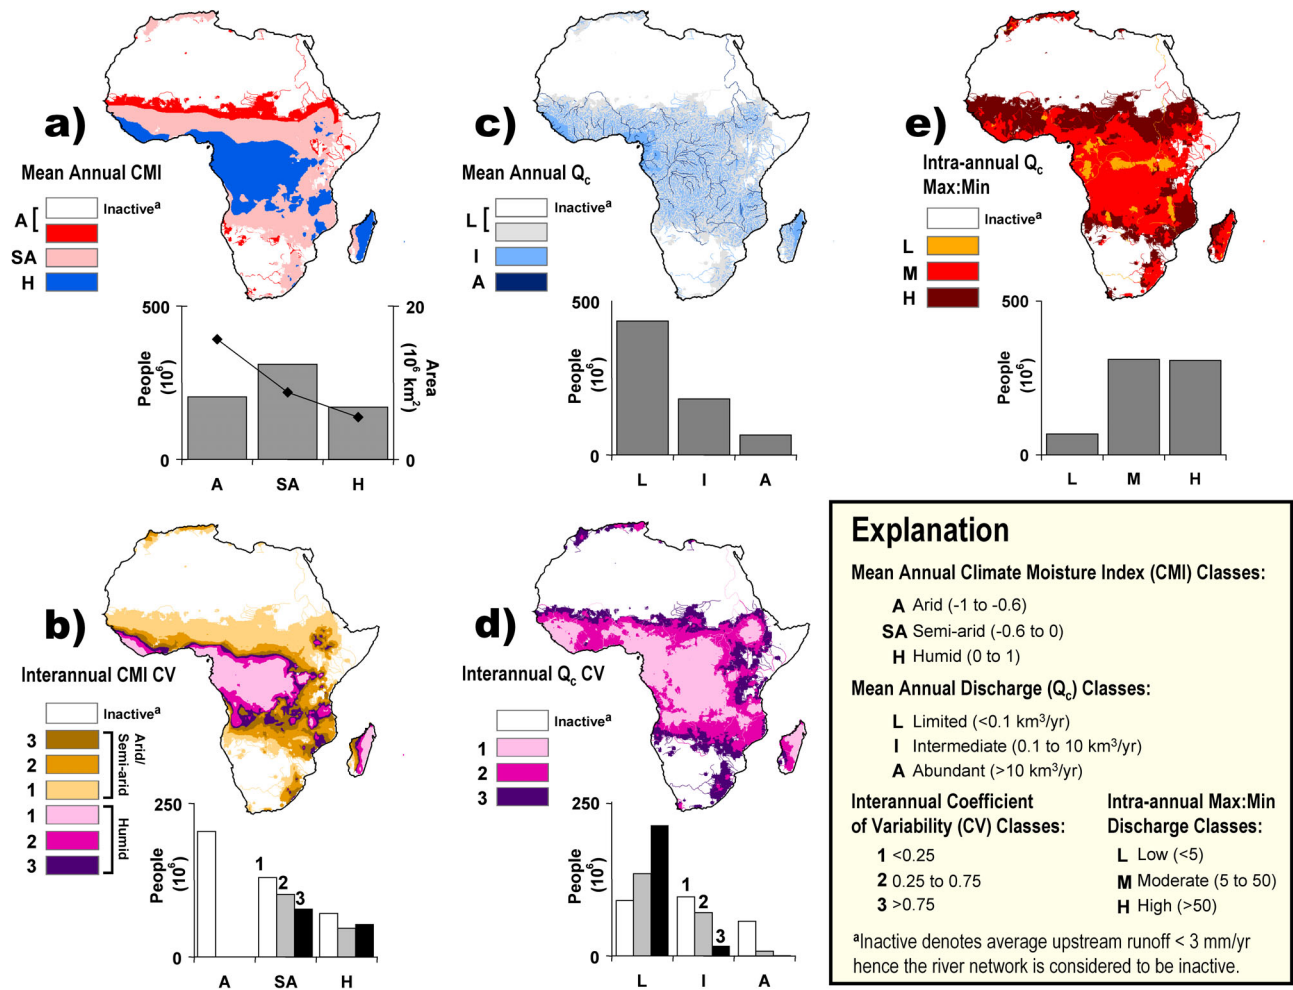 a)
Mean Annual CMI
Inactiveᵃ
A
SA
H
500
People
(10⁶)
0
20
Area
(10⁶ km²)
0
A SA H
c)
Mean Annual Q꜀
Inactiveᵃ
L
I
A
500
People
(10⁶)
0
L I A
e)
Intra-annual Q꜀
Max:Min
Inactiveᵃ
L
M
H
500
People
(10⁶)
0
L M H
b)
Interannual CMI CV
Inactiveᵃ
3
2
1
Arid/
Semi-arid
1
2
3
Humid
250
People
(10⁶)
0
1
2
3
A SA H
d)
Interannual Q꜀ CV
Inactiveᵃ
1
2
3
250
People
(10⁶)
0
1
2
3
L I A
Explanation
Mean Annual Climate Moisture Index (CMI) Classes:
A Arid (-1 to -0.6)
SA Semi-arid (-0.6 to 0)
H Humid (0 to 1)
Mean Annual Discharge (Q꜀) Classes:
L Limited (<0.1 km³/yr)
I Intermediate (0.1 to 10 km³/yr)
A Abundant (>10 km³/yr)
Interannual Coefficient
of Variability (CV) Classes:
1 <0.25
2 0.25 to 0.75
3 >0.75
Intra-annual Max:Min
Discharge Classes:
L Low (<5)
M Moderate (5 to 50)
H High (>50)
ᵃInactive denotes average upstream runoff < 3 mm/yr
hence the river network is considered to be inactive.